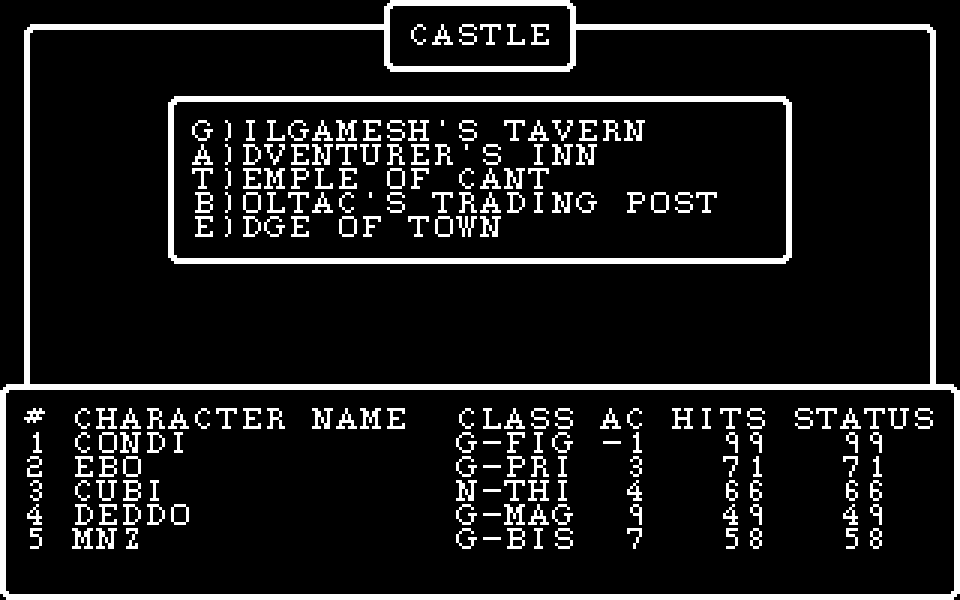 CASTLE
G)ILGAMESH'S TAVERN
A)DVENTURER'S INN
T)EMPLE OF CANT
B)OLTAC'S TRADING POST
E)DGE OF TOWN
# CHARACTER NAME CLASS AC HITS STATUS
1 CONDI G-FIG -1 99 99
2 EBO G-PRI 3 71 71
3 CUBI N-THI 4 66 66
4 DEDDO G-MAG 9 49 49
5 MNZ G-BIS 7 58 58